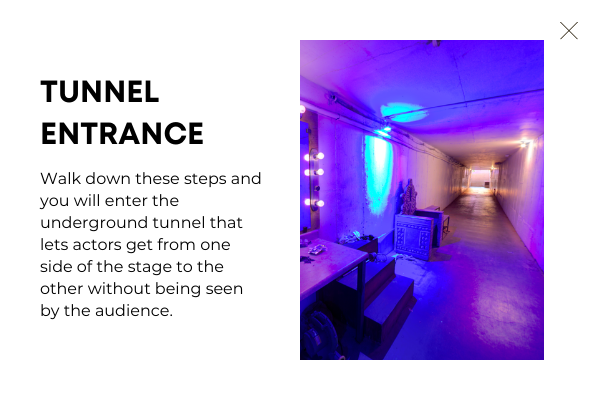 TUNNEL
ENTRANCE
Walk down these steps and
you will enter the
underground tunnel that
lets actors get from one
side of the stage to the
other without being seen
by the audience.